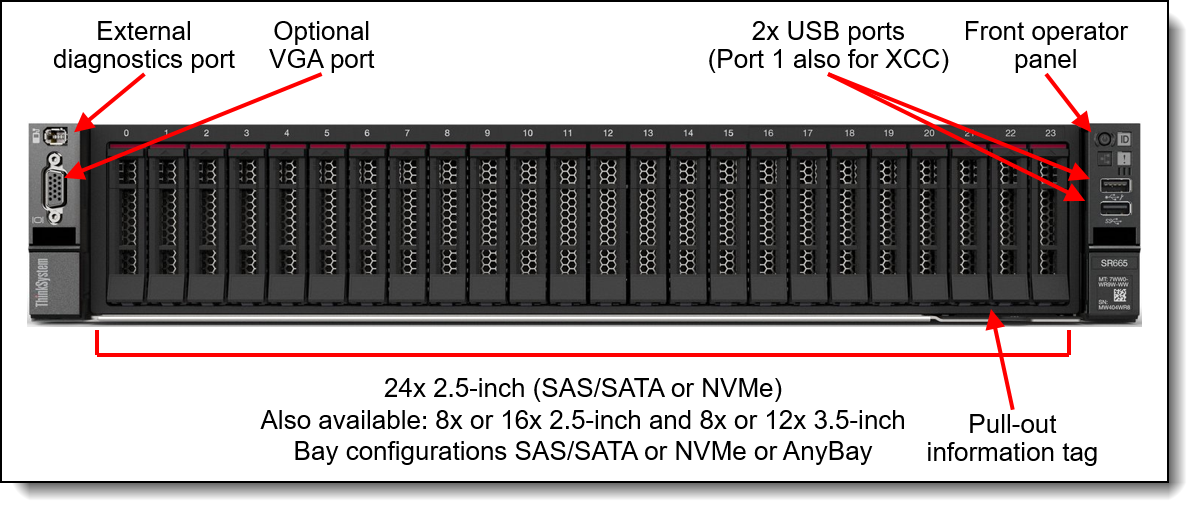 External
diagnostics port
Optional
VGA port
2x USB ports
(Port 1 also for XCC)
Front operator
panel
0 1 2 3 4 5 6 7 8 9 10 11 12 13 14 15 16 17 18 19 20 21 22 23
ID
ThinkSystem
SR665
MT: 7WW0-
WR9W-WW
SN:
MW404WR8
24x 2.5-inch (SAS/SATA or NVMe)
Also available: 8x or 16x 2.5-inch and 8x or 12x 3.5-inch
Bay configurations SAS/SATA or NVMe or AnyBay
Pull-out
information tag